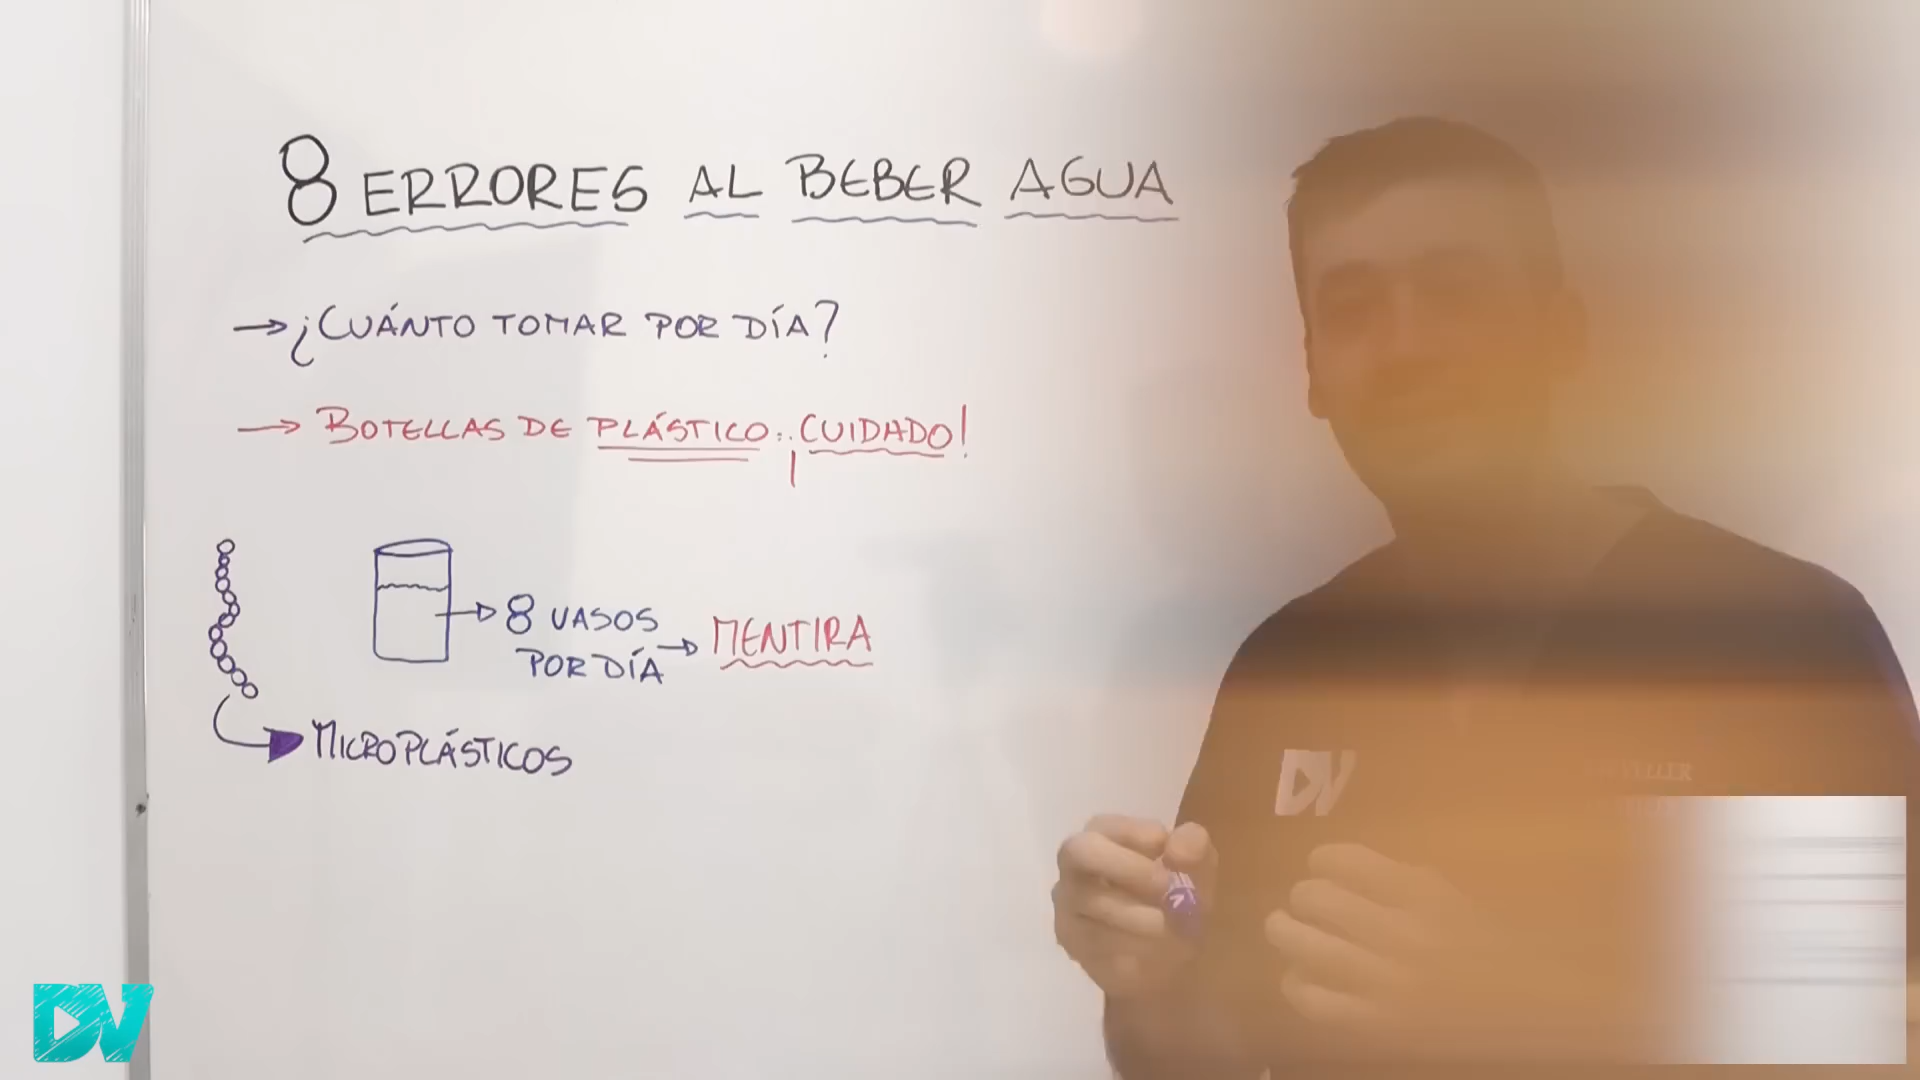 8 ERRORES AL BEBER AGUA
→ ¿CUÁNTO TOMAR POR DÍA?
→ BOTELLAS DE PLÁSTICO: ¡CUIDADO!
8 VASOS
POR DÍA → MENTIRA
MICROPLÁSTICOS
DV
DV